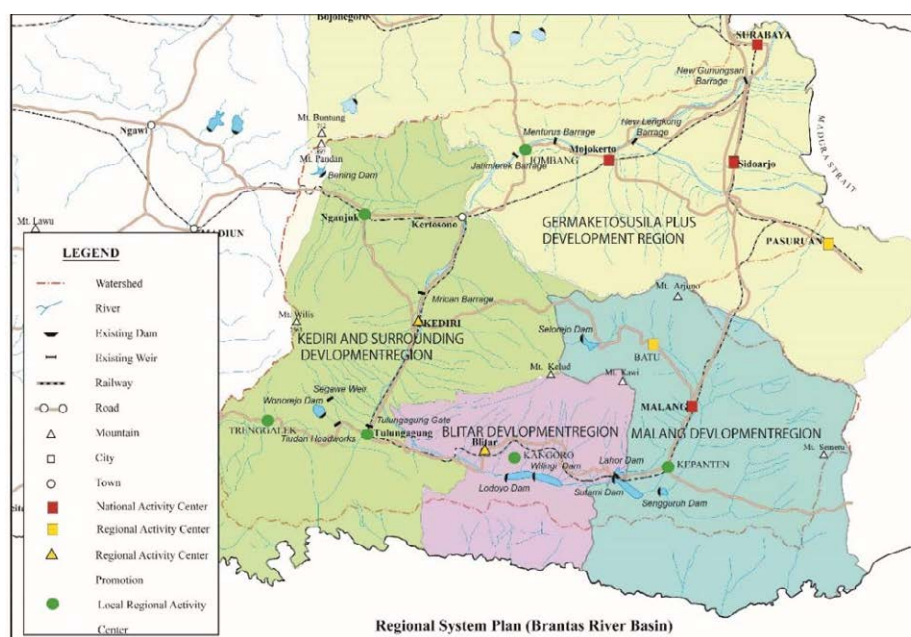 Bojonegoro
SURABAYA
New Gunungsari
Barrage
Ngawi
Mt. Buntung
Mt. Pandan
Bening Dam
Menturus Barrage
New Lengkong
Barrage
JOMBANG
Mojokerto
Jatimlerek Barrage
Sidoarjo
MADURA STRAIT
Mt. Lawu
MADIUN
Nganjuk
Kertosono
GERMAKETOSUSILA PLUS
DEVELOPMENT REGION
PASURUAN
LEGEND
Watershed
River
Existing Dam
Existing Weir
Railway
Road
Mountain
City
Town
National Activity Center
Regional Activity Center
Regional Activity Center
Promotion
Local Regional Activity
Center
Mt. Arjuno
Mrican Barrage
Mt. Wilis
KEDIRI
KEDIRI AND SURROUNDING
DEVLOPMENTREGION
Selorejo Dam
BATU
Mt. Kelud
Mt. Kawi
Segawe Weir
Wonorejo Dam
MALANG
TRENGGALEK
Tulungagung Gate
Tulungagung
Tiudan Headworks
BLITAR DEVLOPMENTREGION
MALANG DEVLOPMENTREGION
Blitar
KANGORO
Wlingi Dam
Lodoyo Dam
Lahor Dam
Sutami Dam
KEPANTEN
Sengguruh Dam
Mt. Semeru
Regional System Plan (Brantas River Basin)